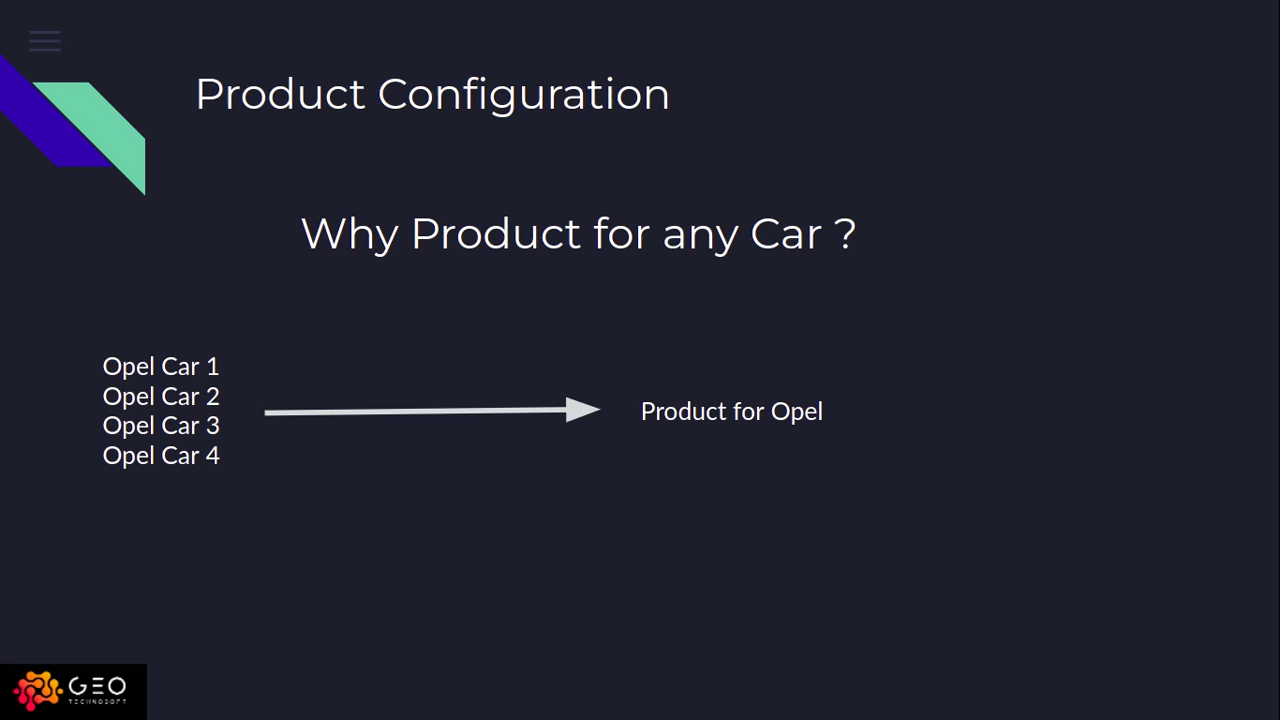 Product Configuration
Why Product for any Car ?
Opel Car 1
Opel Car 2
Opel Car 3
Opel Car 4
Product for Opel
GEO
TECHNOSOFT